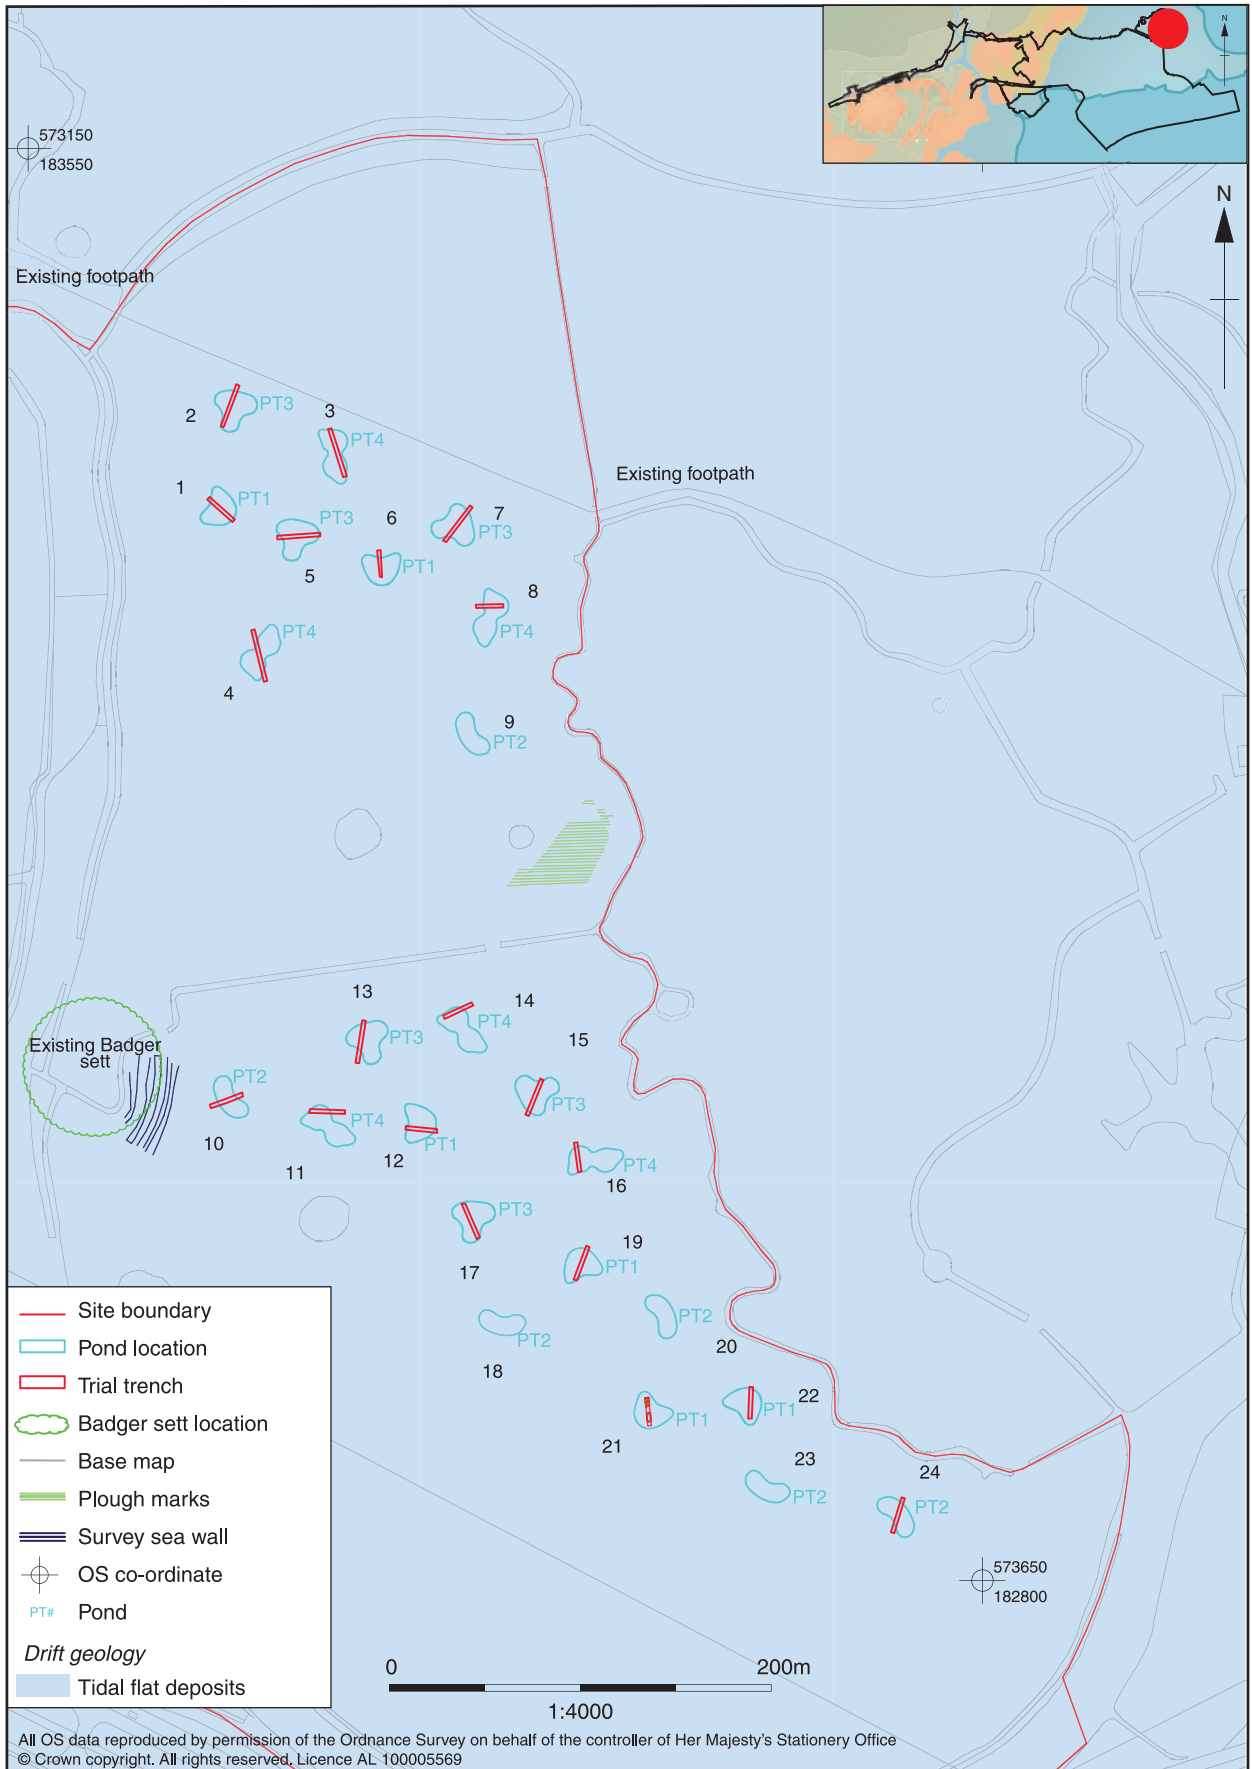 N
573150
183550
N
Existing footpath
2
PT3
3
PT4
Existing footpath
1
PT1
PT3
6
7
PT3
5
PT1
8
PT4
PT4
4
9
PT2
13
14
PT4
PT3
15
Existing Badger
sett
PT2
PT3
PT4
PT1
10
11
12
PT4
16
PT3
17
19
PT1
PT2
PT2
20
18
22
PT1
PT1
21
23
24
PT2
PT2
573650
182800
Site boundary
Pond location
Trial trench
Badger sett location
Base map
Plough marks
Survey sea wall
OS co-ordinate
PT# Pond
Drift geology
Tidal flat deposits
0 200m
1:4000
All OS data reproduced by permission of the Ordnance Survey on behalf of the controller of Her Majesty's Stationery Office
© Crown copyright. All rights reserved. Licence AL 100005569